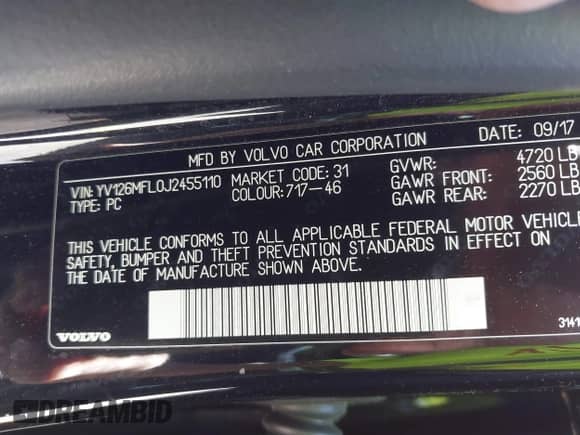 MFD BY VOLVO CAR CORPORATION DATE: 09/17
VIN: YV126MFL0J2455110 MARKET CODE: 31 GVWR: 4720 LB
TYPE: PC COLOUR: 717-46 GAWR FRONT: 2560 LB
GAWR REAR: 2270 LB
THIS VEHICLE CONFORMS TO ALL APPLICABLE FEDERAL MOTOR VEHICLE
SAFETY, BUMPER AND THEFT PREVENTION STANDARDS IN EFFECT ON
THE DATE OF MANUFACTURE SHOWN ABOVE.
VOLVO 3141
DREAMBID